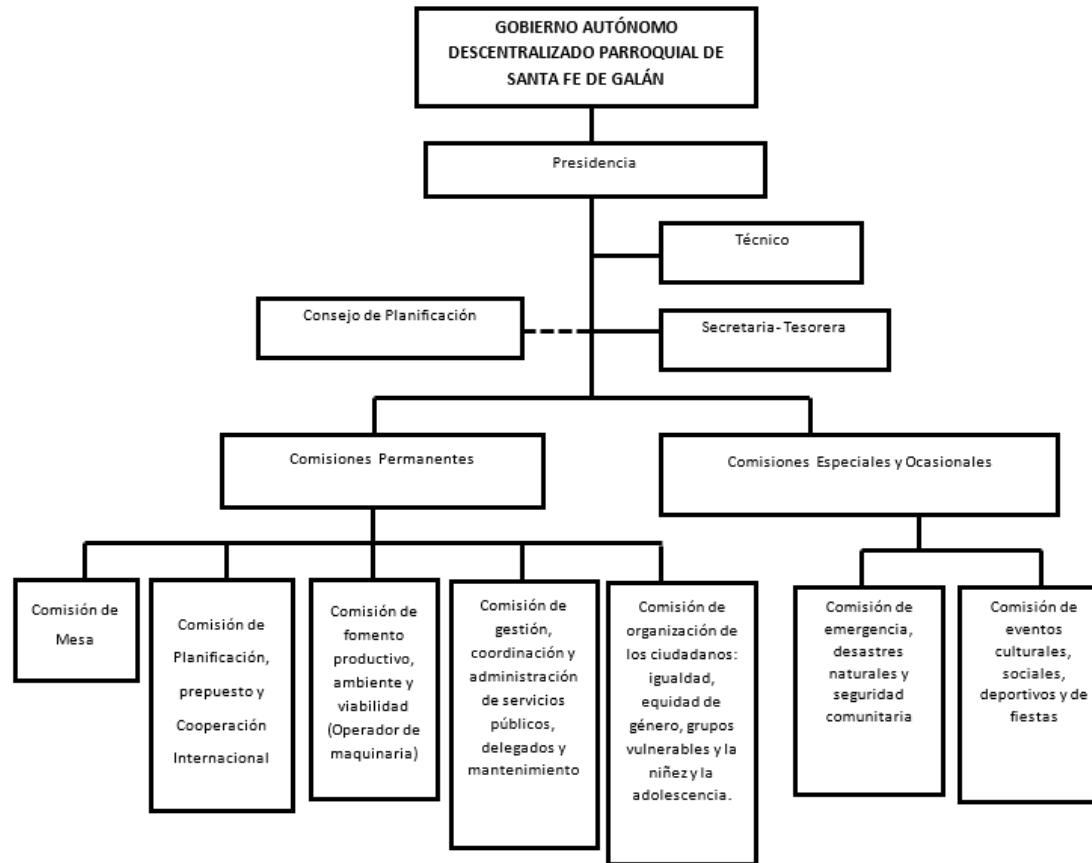 GOBIERNO AUTÓNOMO
DESCENTRALIZADO PARROQUIAL DE
SANTA FE DE GALÁN
Presidencia
Técnico
Consejo de Planificación
Secretaria- Tesorera
Comisiones Permanentes
Comisiones Especiales y Ocasionales
Comisión de
Mesa
Comisión de
Planificación,
prepuesto y
Cooperación
Internacional
Comisión de
fomento
productivo,
ambiente y
viabilidad
(Operador de
maquinaria)
Comisión de
gestión,
coordinación y
administración
de servicios
públicos,
delegados y
mantenimiento
Comisión de
organización de
los ciudadanos:
igualdad,
equidad de
género, grupos
vulnerables y la
niñez y la
adolescencia.
Comisión de
emergencia,
desastres
naturales y
seguridad
comunitaria
Comisión de
eventos
culturales,
sociales,
deportivos y de
fiestas